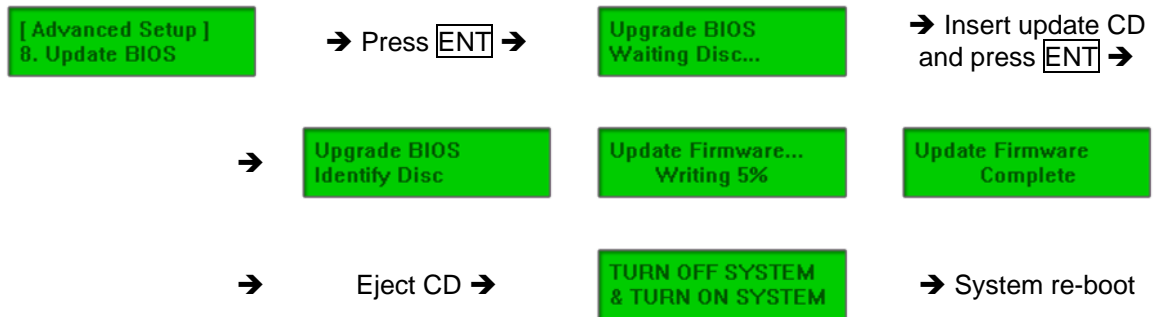 [ Advanced Setup ]
8. Update BIOS
➔ Press ENT ➔
Upgrade BIOS
Waiting Disc...
➔ Insert update CD
and press ENT ➔
➔
Upgrade BIOS
Identify Disc
Update Firmware...
Writing 5%
Update Firmware
Complete
➔
Eject CD ➔
TURN OFF SYSTEM
& TURN ON SYSTEM
➔ System re-boot